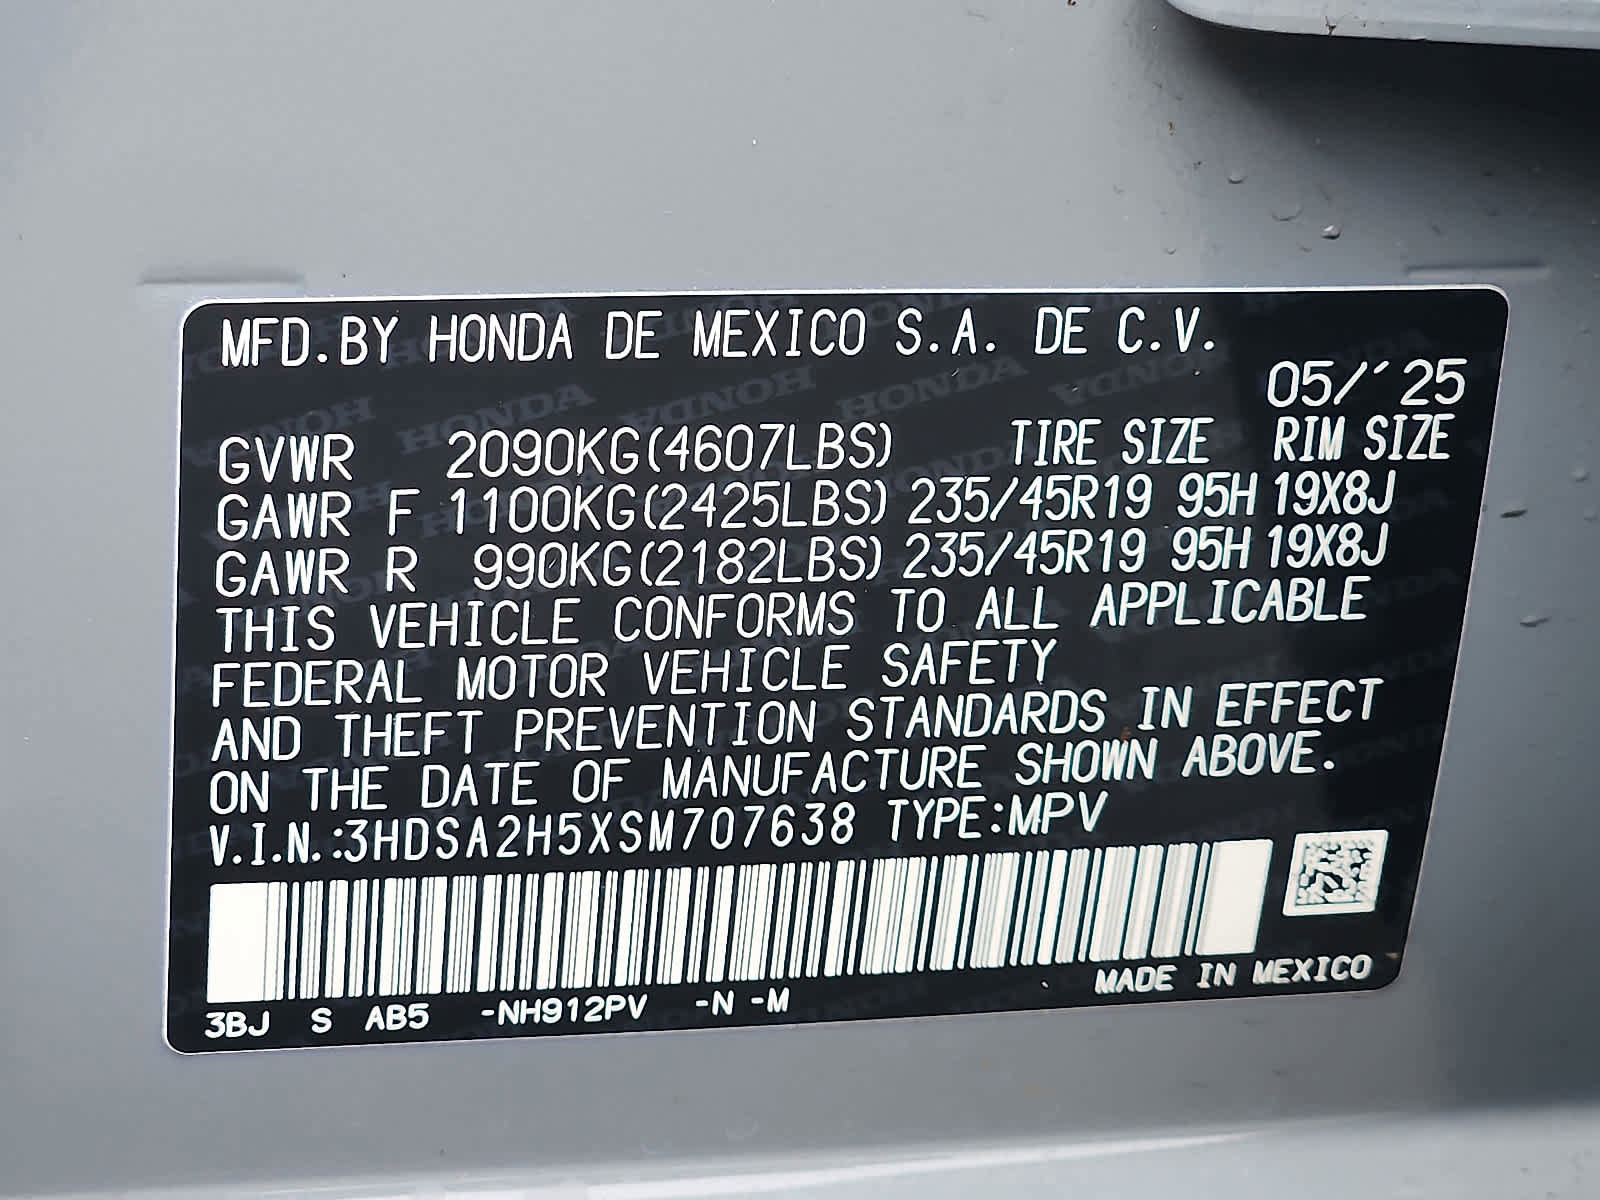 MFD.BY HONDA DE MEXICO S.A. DE C.V.
05/´25
GVWR 2090KG(4607LBS) TIRE SIZE RIM SIZE
GAWR F 1100KG(2425LBS) 235/45R19 95H 19X8J
GAWR R 990KG(2182LBS) 235/45R19 95H 19X8J
THIS VEHICLE CONFORMS TO ALL APPLICABLE
FEDERAL MOTOR VEHICLE SAFETY
AND THEFT PREVENTION STANDARDS IN EFFECT
ON THE DATE OF MANUFACTURE SHOWN ABOVE.
V.I.N.:3HDSA2H5XSM707638 TYPE:MPV
MADE IN MEXICO
3BJ S AB5 -NH912PV -N -M